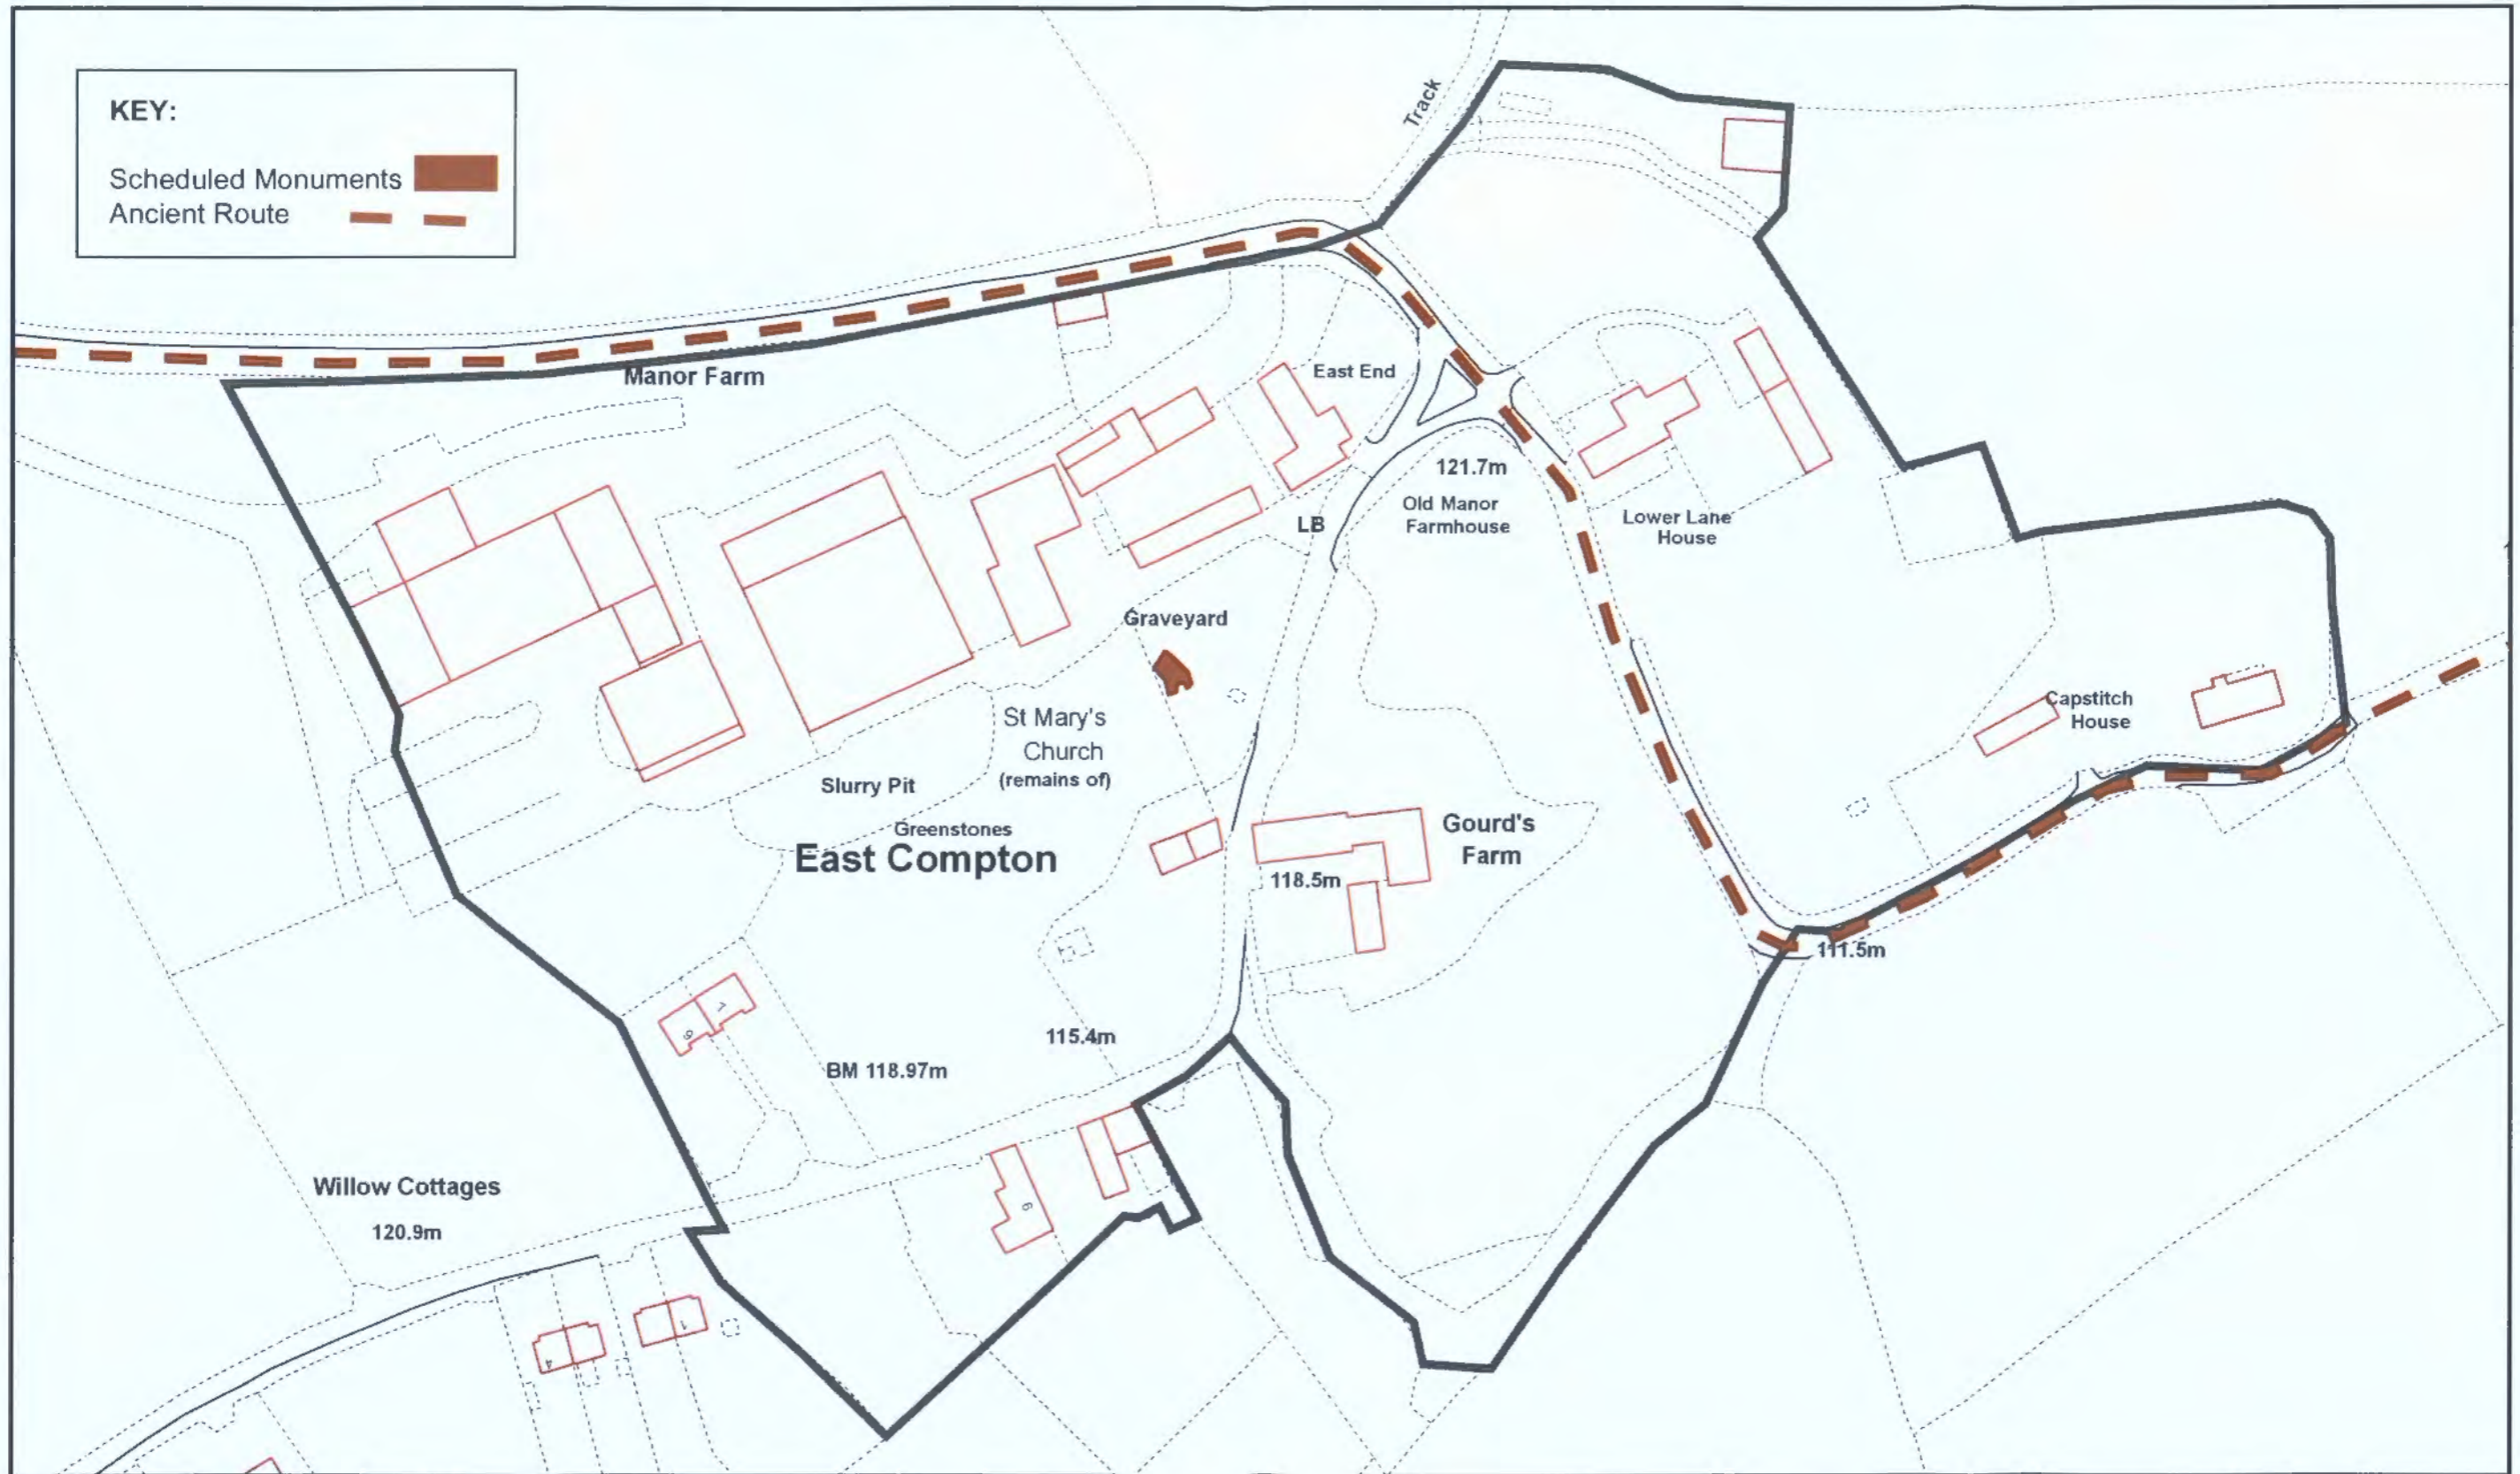 KEY:
Scheduled Monuments
Ancient Route
Track
Manor Farm
East End
121.7m
Old Manor
Farmhouse
LB
Lower Lane
House
Graveyard
St Mary's
Church
(remains of)
Slurry Pit
Greenstones
East Compton
Gourd's
Farm
118.5m
Capstitch
House
111.5m
115.4m
BM 118.97m
Willow Cottages
120.9m
1
4